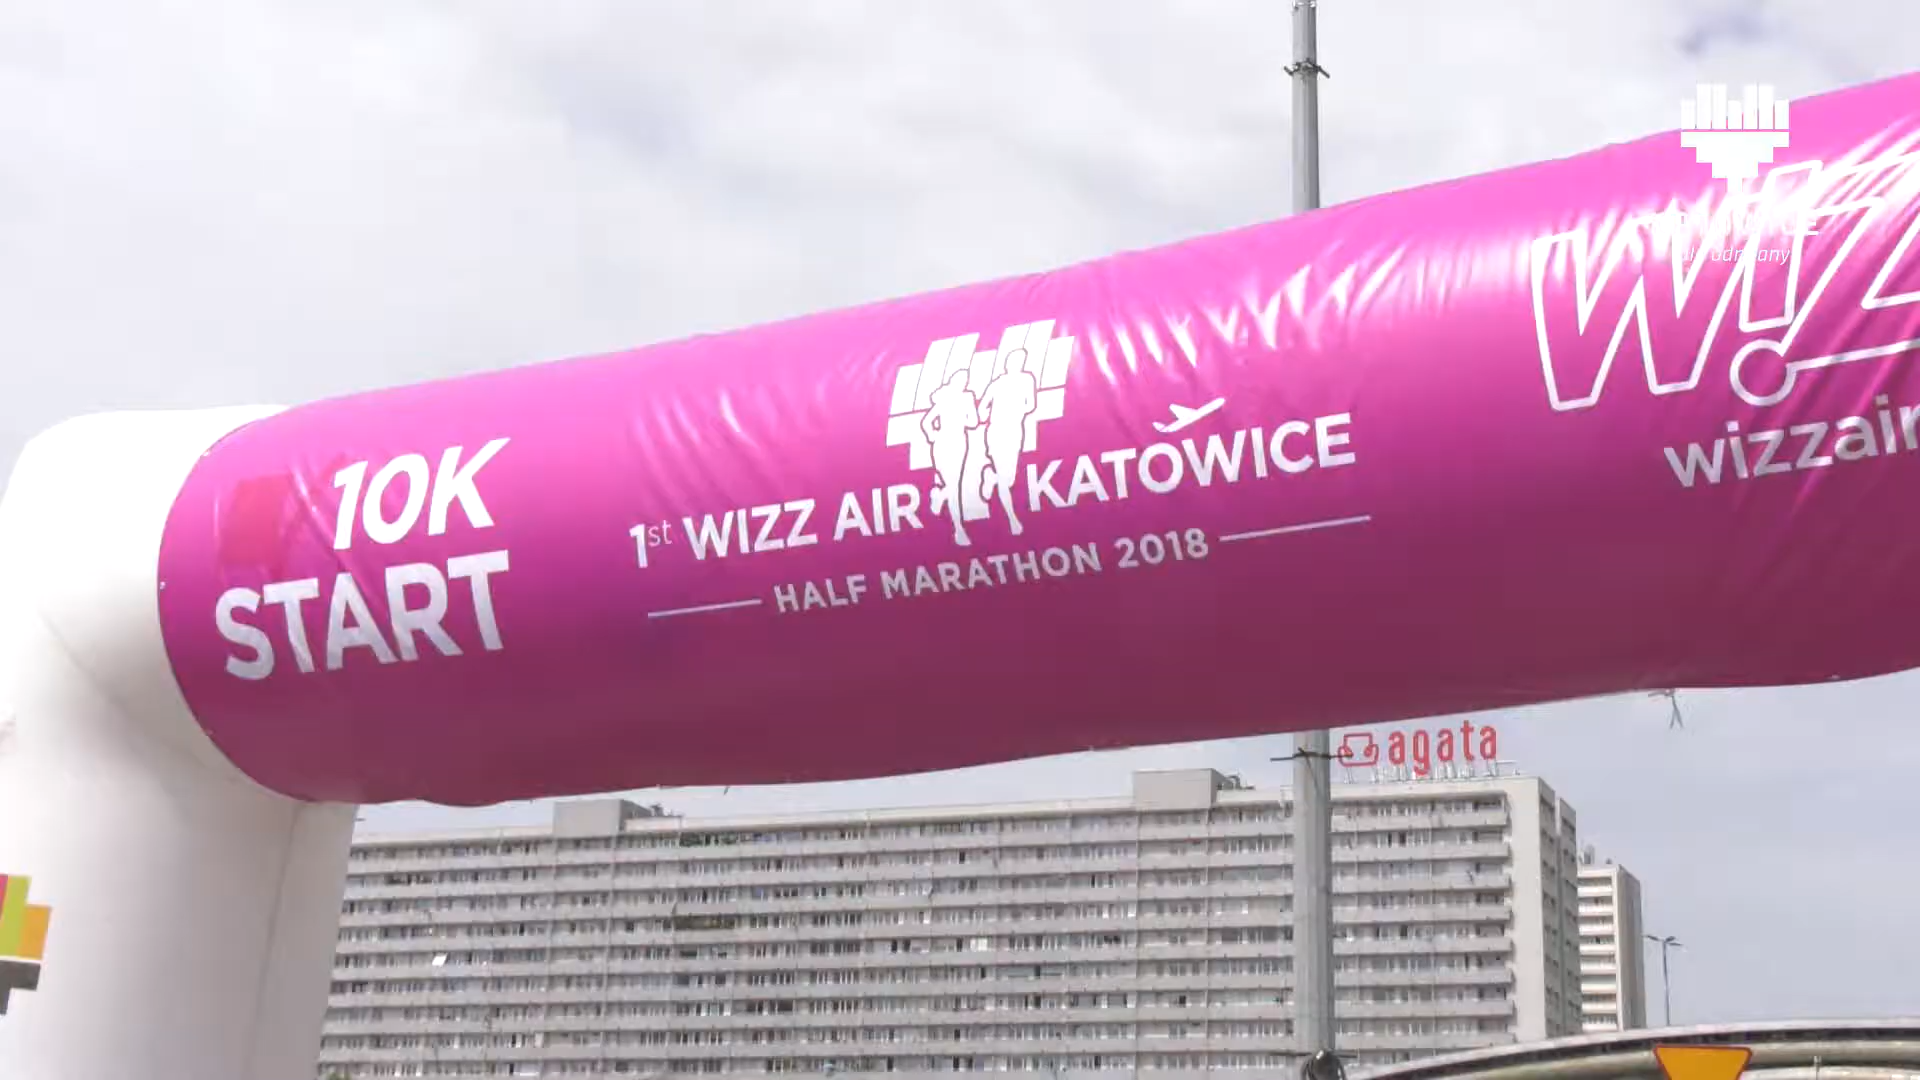 10K
START
1st WIZZ AIR KATOWICE
HALF MARATHON 2018
wizzair
agata